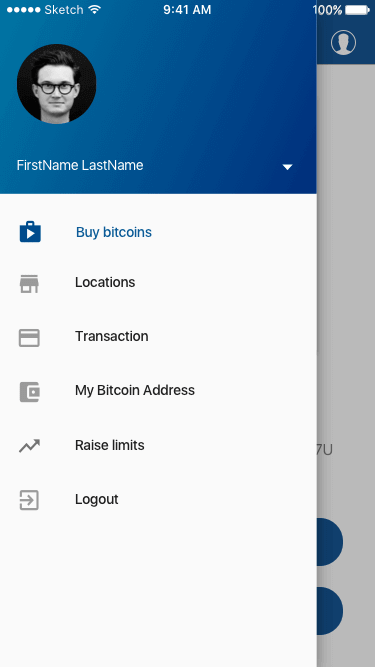 Sketch 9:41 AM 100%
FirstName LastName
Buy bitcoins
Locations
Transaction
My Bitcoin Address
Raise limits
7U
Logout